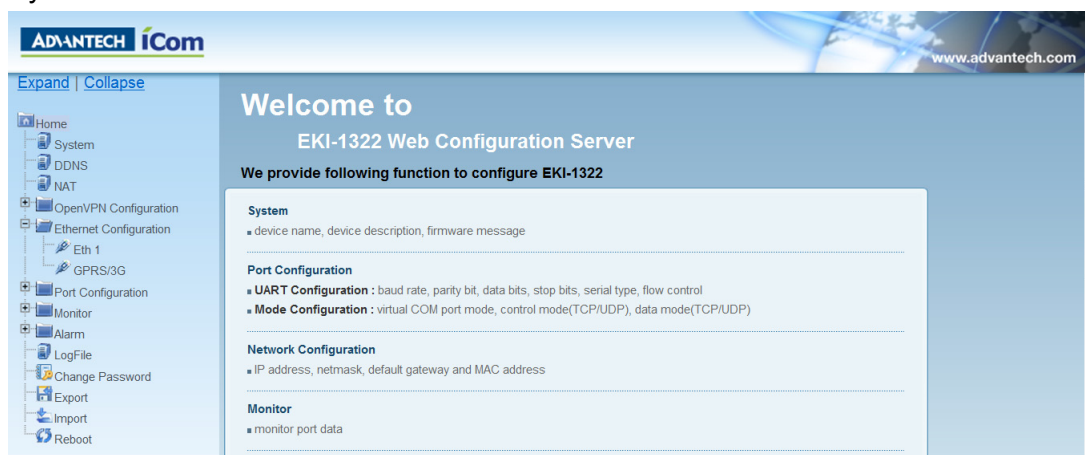 ADVANTECH iCom
www.advantech.com
Expand | Collapse
Home
System
DDNS
NAT
OpenVPN Configuration
Ethernet Configuration
Eth 1
GPRS/3G
Port Configuration
Monitor
Alarm
LogFile
Change Password
Export
Import
Reboot
Welcome to
EKI-1322 Web Configuration Server
We provide following function to configure EKI-1322
System
device name, device description, firmware message
Port Configuration
UART Configuration : baud rate, parity bit, data bits, stop bits, serial type, flow control
Mode Configuration : virtual COM port mode, control mode(TCP/UDP), data mode(TCP/UDP)
Network Configuration
IP address, netmask, default gateway and MAC address
Monitor
monitor port data